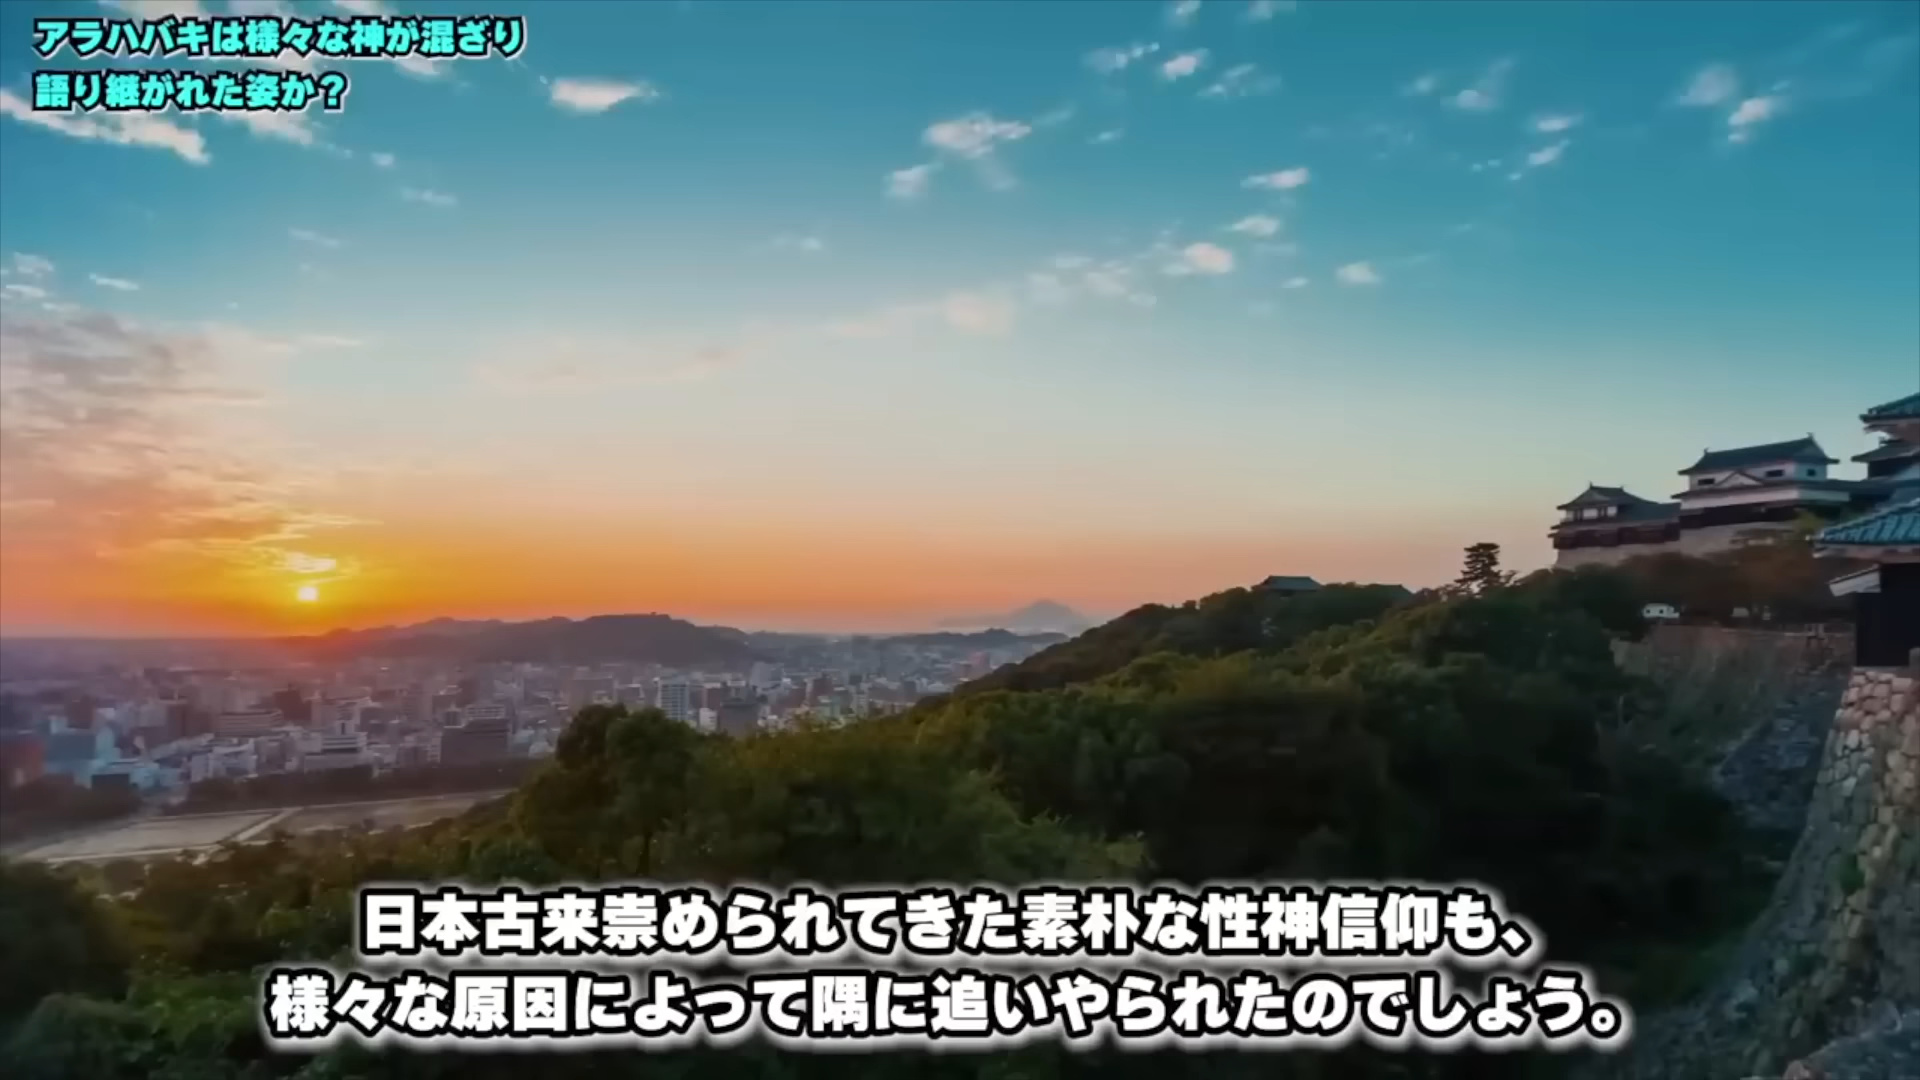 アラハバキは様々な神が混ざり
語り継がれた姿か？
日本古来崇められてきた素朴な性神信仰も、
様々な原因によって隅に追いやられたのでしょう。